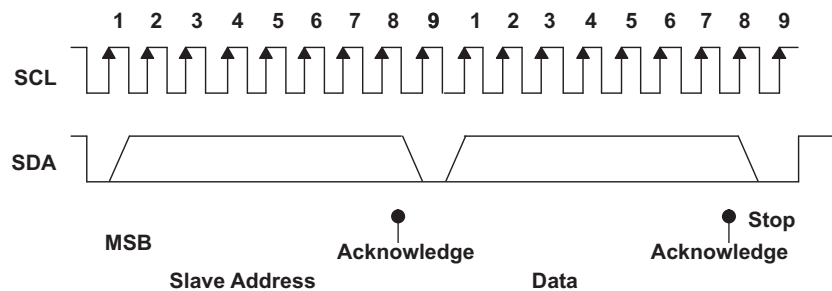 1 2 3 4 5 6 7 8 9 1 2 3 4 5 6 7 8 9
SCL
SDA
Stop
MSB Acknowledge Acknowledge
Slave Address Data